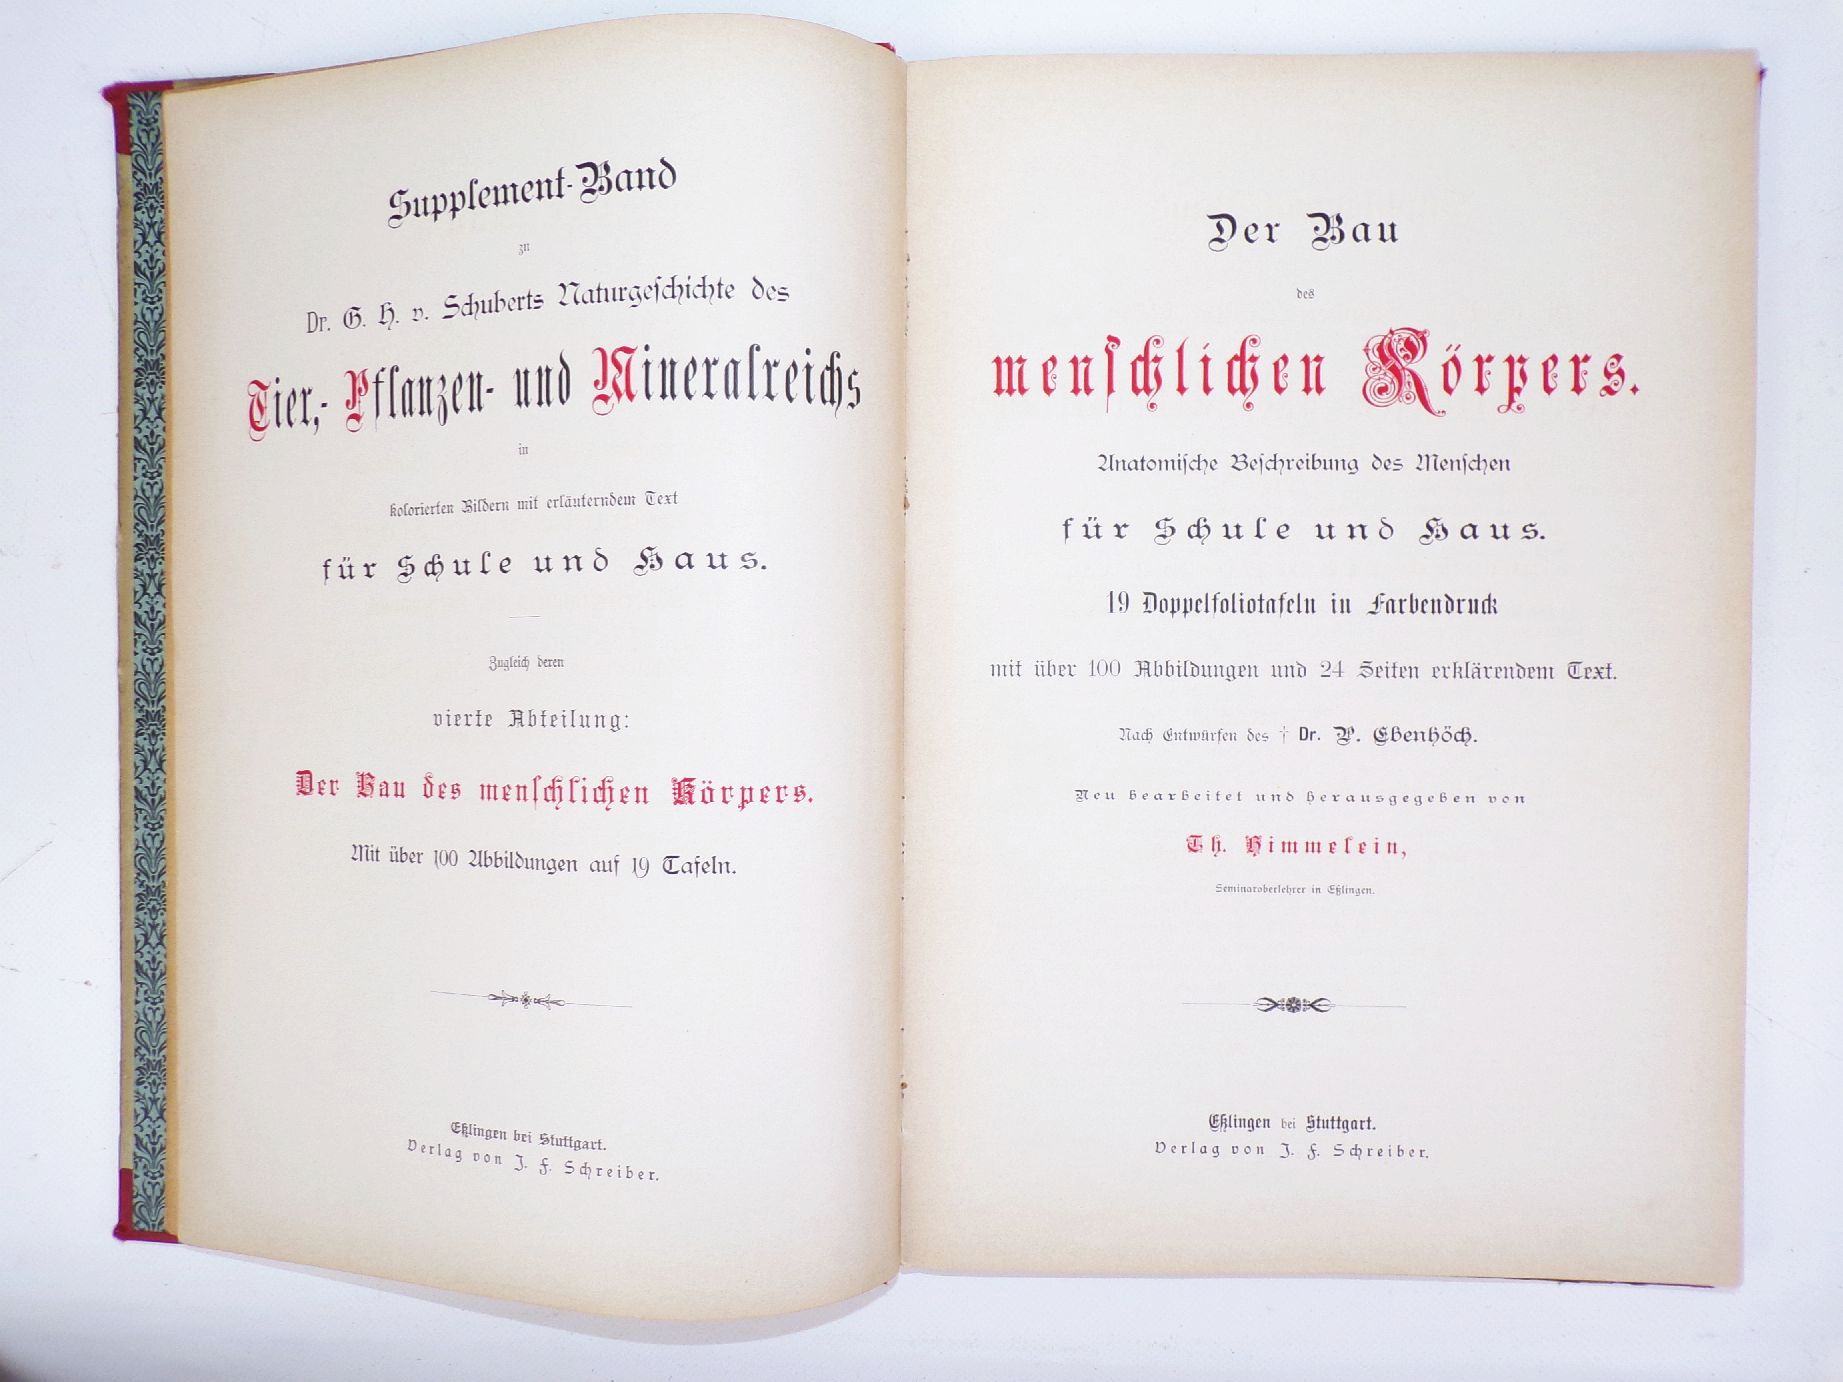 Supplement-Band
zu
Dr. G. H. v. Schuberts Naturgeschichte des
Tier,- Pflanzen- und Mineralreichs
in
kolorierten Bildern mit erläuterndem Text
für Schule und Haus.
Zugleich deren
vierte Abteilung:
Der Bau des menschlichen Körpers.
Mit über 100 Abbildungen auf 19 Tafeln.
Eßlingen bei Stuttgart.
Verlag von J. F. Schreiber.
Der Bau
des
menschlichen Körpers.
Anatomische Beschreibung des Menschen
für Schule und Haus.
19 Doppelfoliotafeln in Farbendruck
mit über 100 Abbildungen und 24 Seiten erklärendem Text.
Nach Entwürfen des † Dr. P. Ebenhöch.
Neu bearbeitet und herausgegeben von
Th. Himmelein,
Seminaroberlehrer in Eßlingen.
Eßlingen bei Stuttgart.
Verlag von J. F. Schreiber.